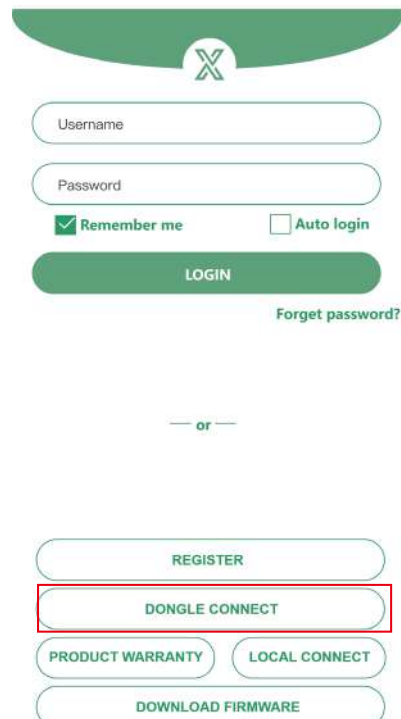 Username
Password
Remember me Auto login
LOGIN
Forget password?
or
REGISTER
DONGLE CONNECT
PRODUCT WARRANTY LOCAL CONNECT
DOWNLOAD FIRMWARE